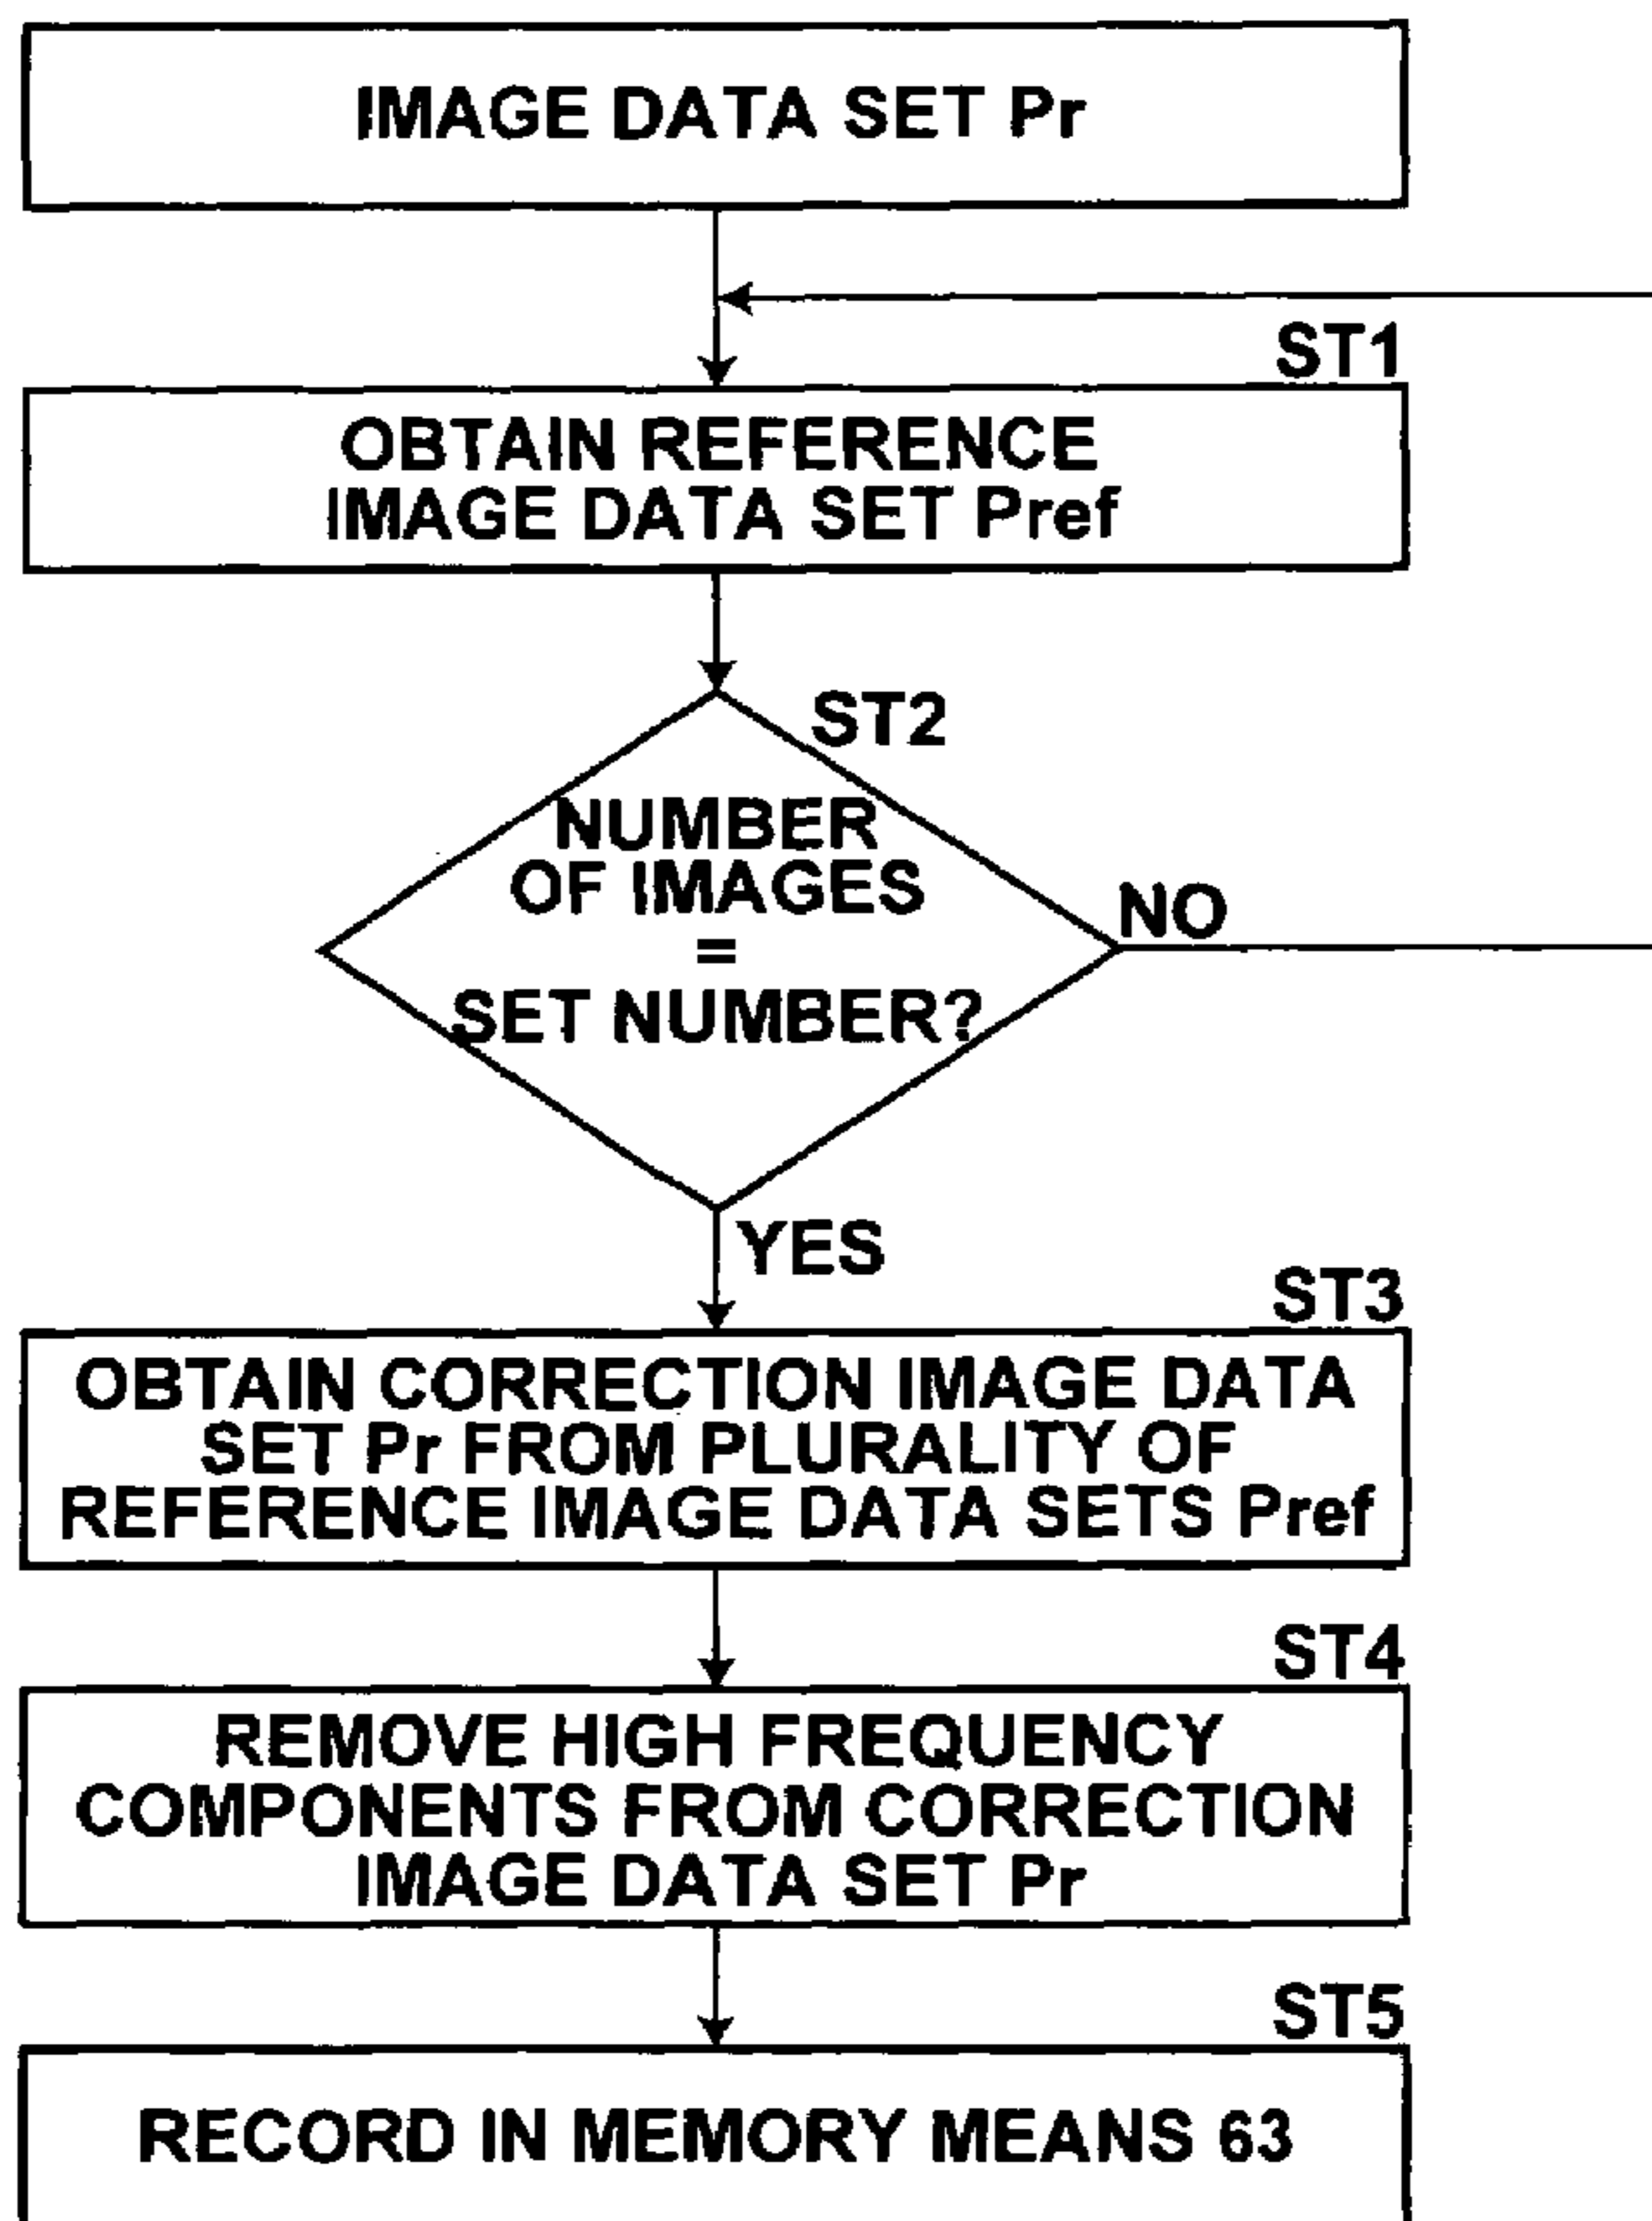 IMAGE DATA SET Pr
ST1
OBTAIN REFERENCE
IMAGE DATA SET Pref
ST2
NUMBER
OF IMAGES
=
SET NUMBER?
NO
YES
ST3
OBTAIN CORRECTION IMAGE DATA
SET Pr FROM PLURALITY OF
REFERENCE IMAGE DATA SETS Pref
ST4
REMOVE HIGH FREQUENCY
COMPONENTS FROM CORRECTION
IMAGE DATA SET Pr
ST5
RECORD IN MEMORY MEANS 63